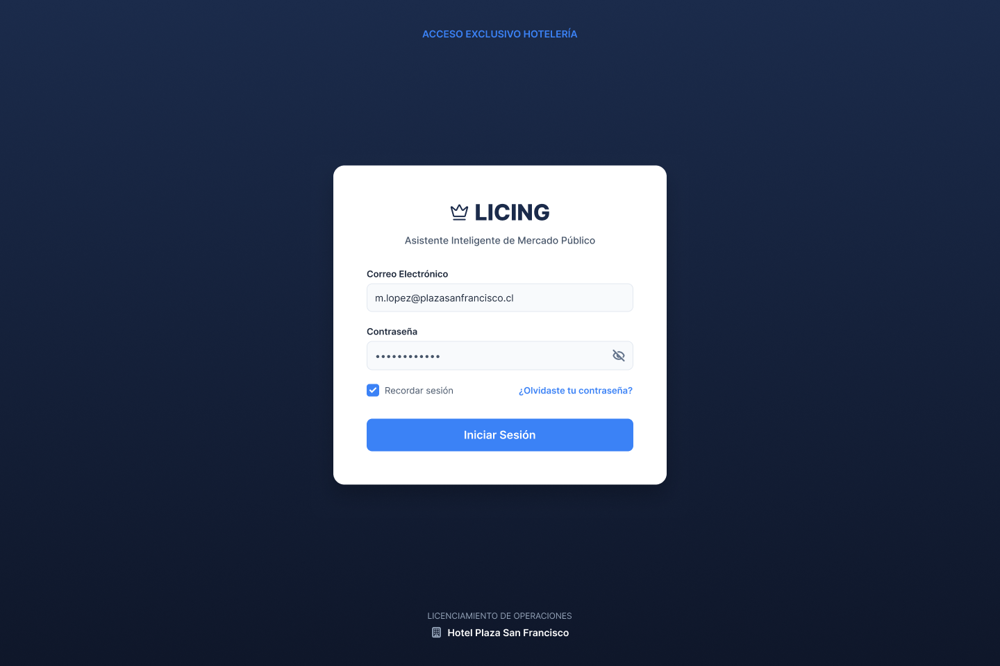 ACCESO EXCLUSIVO HOTELERÍA
LICING
Asistente Inteligente de Mercado Público
Correo Electrónico
m.lopez@plazasanfrancisco.cl
Contraseña
••••••••••••
Recordar sesión
¿Olvidaste tu contraseña?
Iniciar Sesión
LICENCIAMIENTO DE OPERACIONES
Hotel Plaza San Francisco